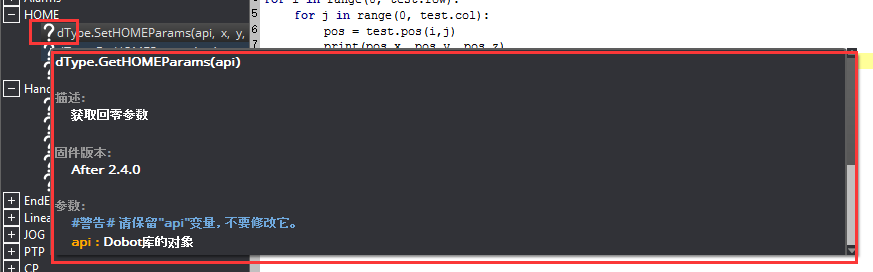 Alarms
HOME
dType.SetHOMEParams(api, x, y,
for i in range(0, test.row):
5 for j in range(0, test.col):
6 pos = test.pos(i,j)
7 print(pos.x, pos.y, pos.z)
dType.GetHOMEParams(api)
描述:
获取回零参数
固件版本:
After 2.4.0
参数:
#警告# 请保留"api"变量, 不要修改它。
api : Dobot库的对象
Hand
EndE
Linea
JOG
PTP
CP